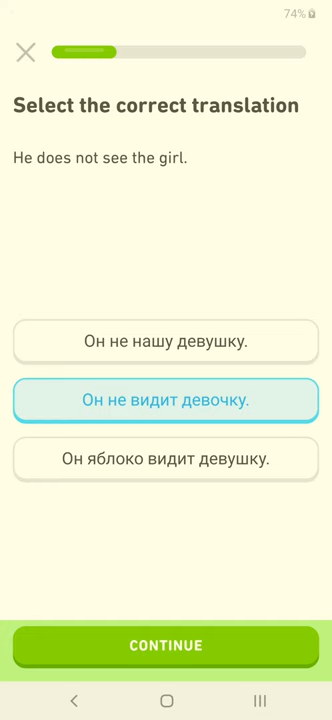 74%
Select the correct translation
He does not see the girl.
Он не нашу девушку.
Он не видит девочку.
Он яблоко видит девушку.
CONTINUE